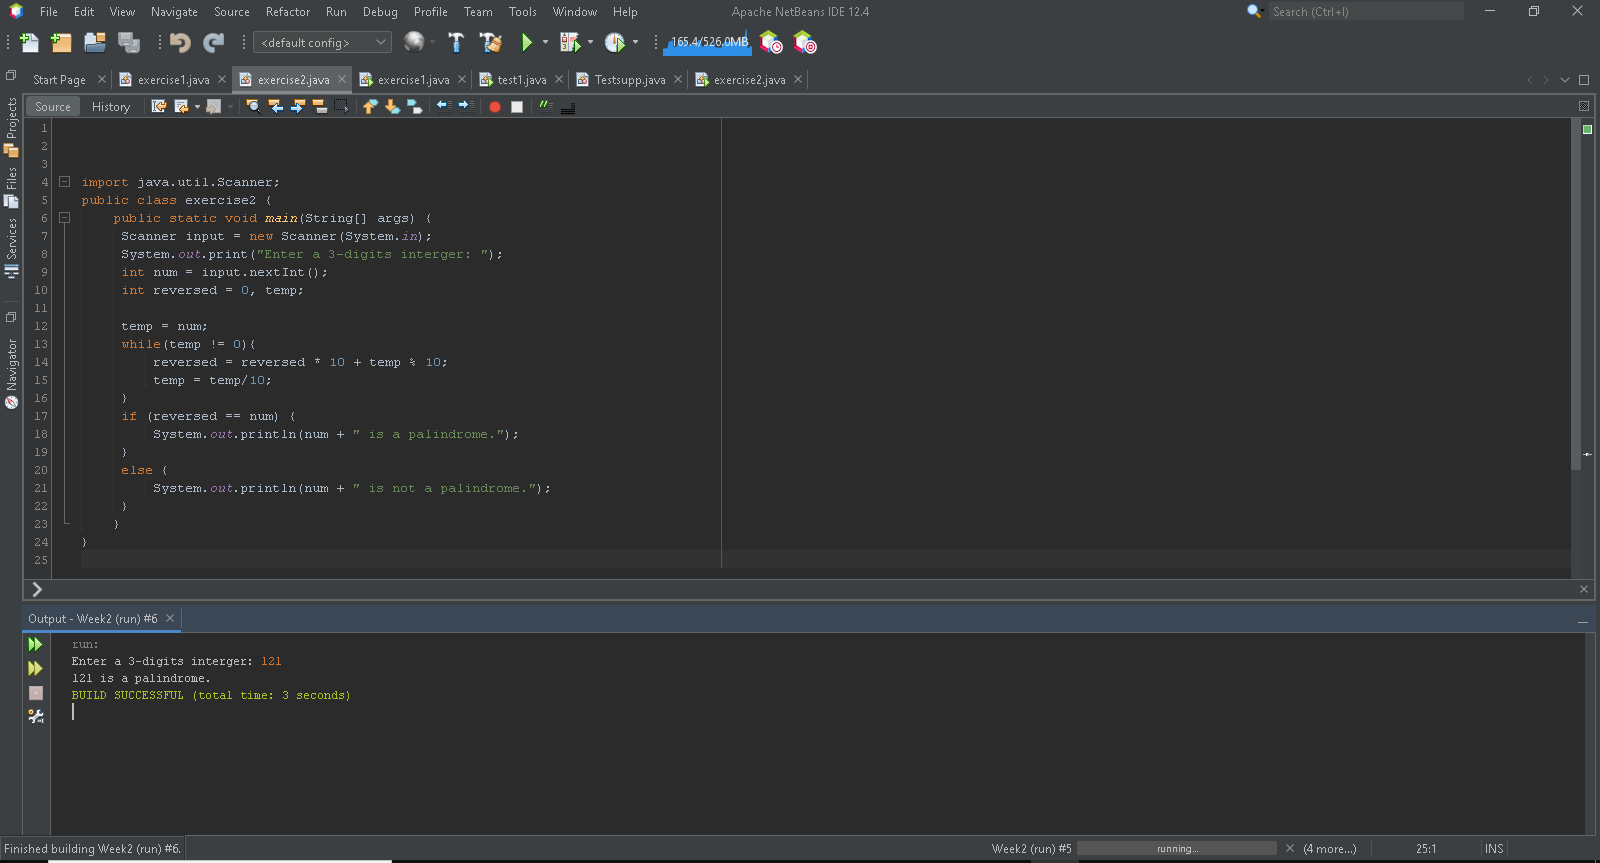 File Edit View Navigate Source Refactor Run Debug Profile Team Tools Window Help
Apache NetBeans IDE 12.4
Search (Ctrl+I)
<default config>
165.4/526.0MB
Start Page
exercise1.java
exercise2.java
exercise1.java
test1.java
Testsupp.java
exercise2.java
Source History
Projects
Files
Services
Navigator
1
2
3
4 import java.util.Scanner;
5 public class exercise2 {
6 public static void main(String[] args) {
7 Scanner input = new Scanner(System.in);
8 System.out.print("Enter a 3-digits interger: ");
9 int num = input.nextInt();
10 int reversed = 0, temp;
11
12 temp = num;
13 while(temp != 0){
14 reversed = reversed * 10 + temp % 10;
15 temp = temp/10;
16 }
17 if (reversed == num) {
18 System.out.println(num + " is a palindrome.");
19 }
20 else {
21 System.out.println(num + " is not a palindrome.");
22 }
23 }
24 }
25
Output - Week2 (run) #6
run:
Enter a 3-digits interger: 121
121 is a palindrome.
BUILD SUCCESSFUL (total time: 3 seconds)
Finished building Week2 (run) #6.
Week2 (run) #5
running...
(4 more...)
25:1
INS